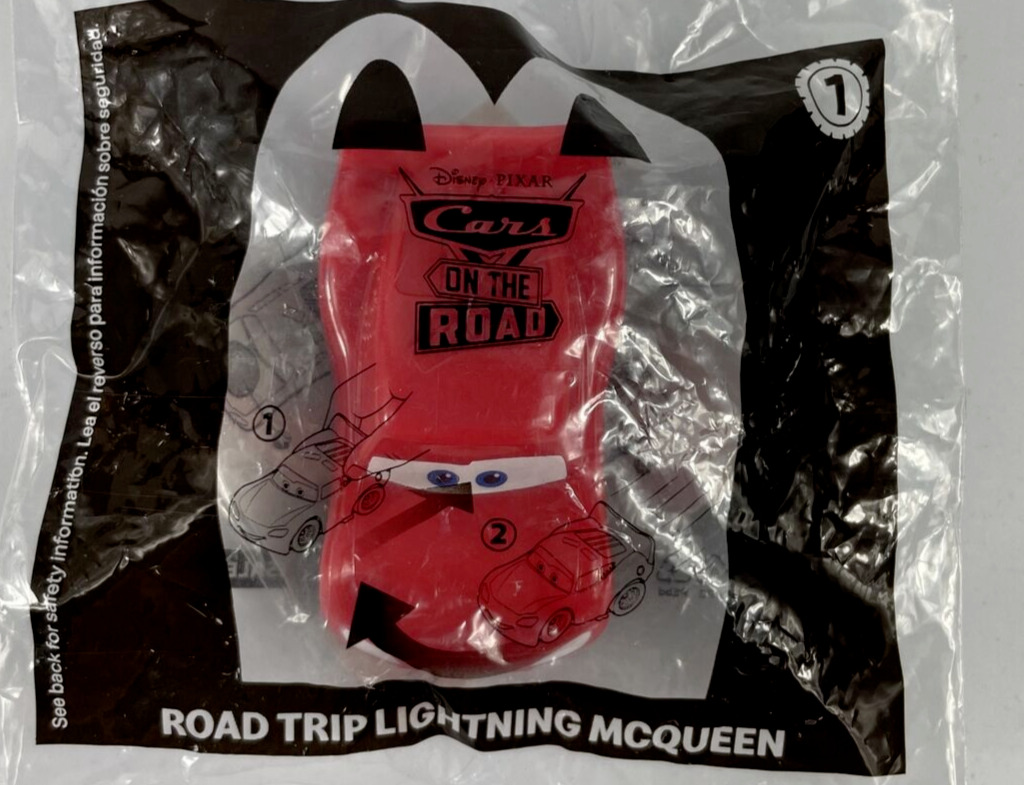 See back for safety information. Lea el reverso para información sobre seguridad.
1
Disney · PIXAR
Cars
ON THE
ROAD
1
2
ROAD TRIP LIGHTNING MCQUEEN